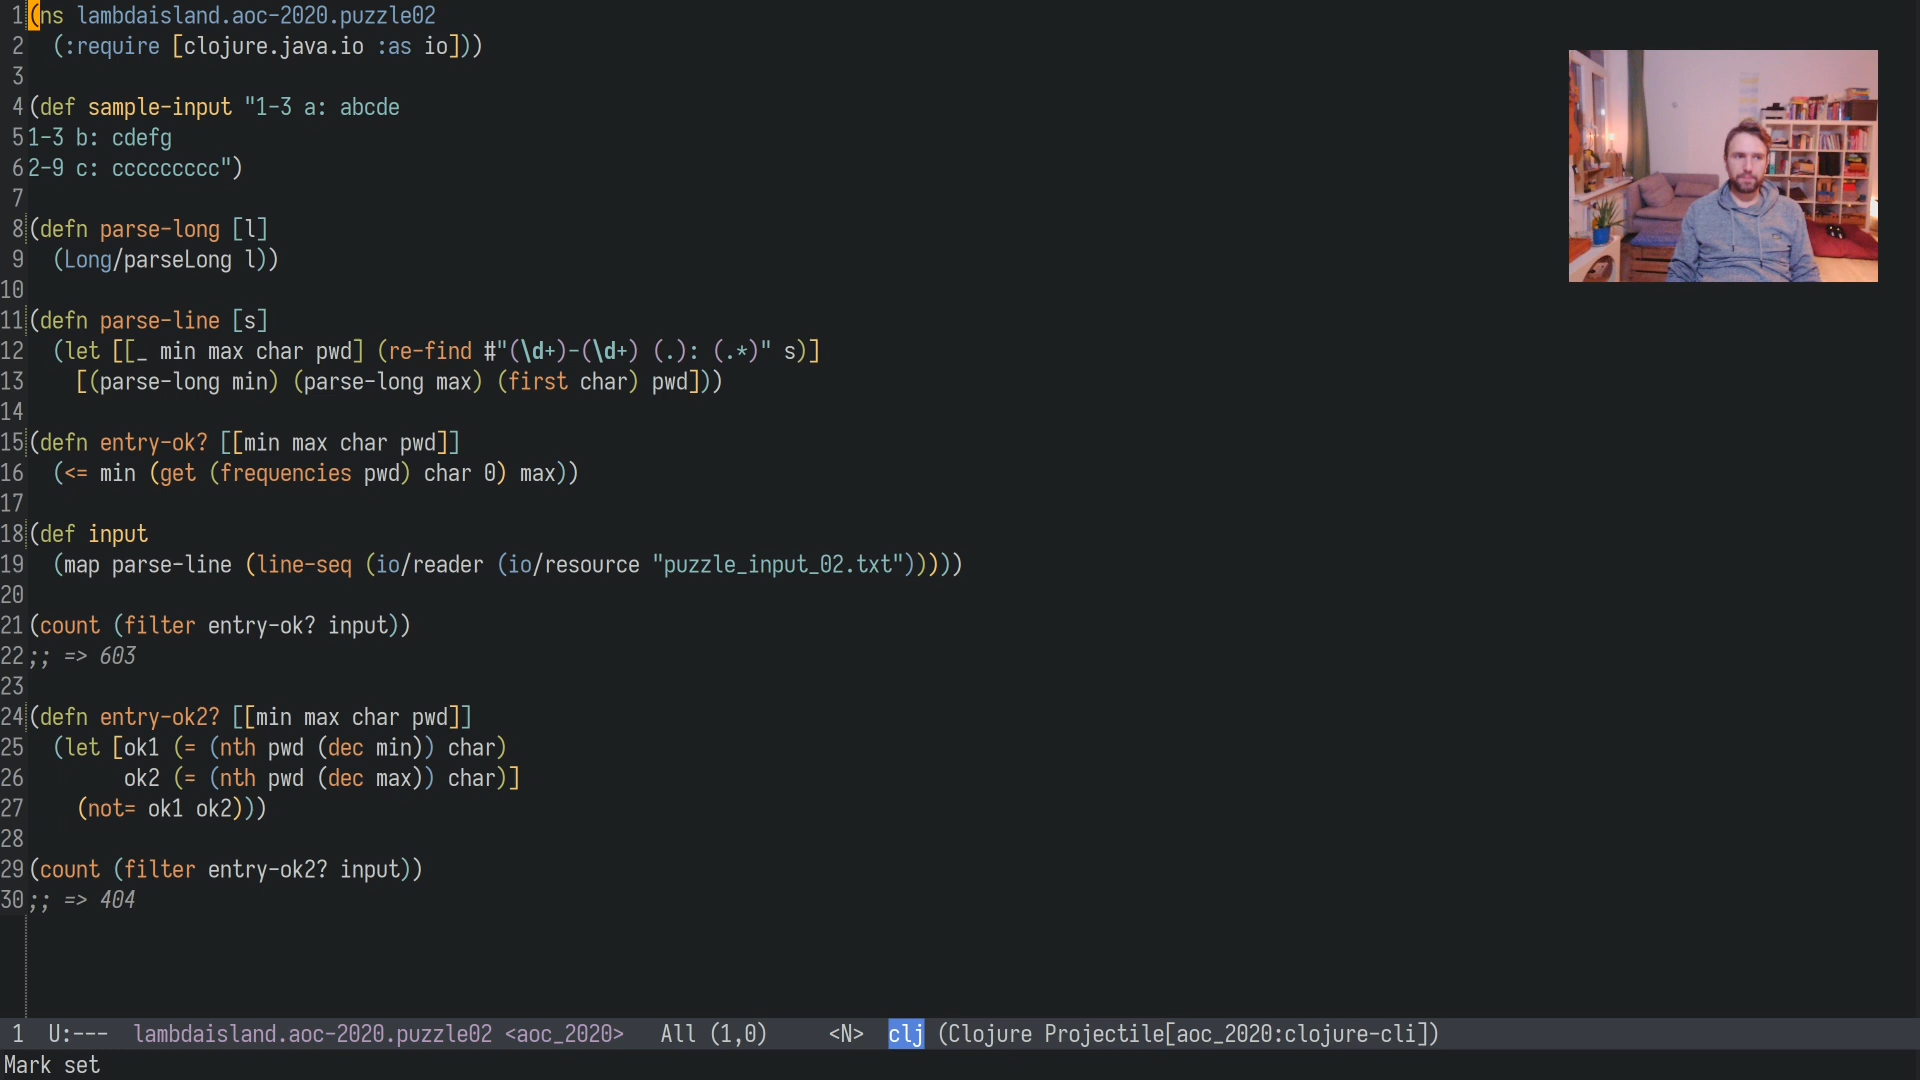 1 (ns lambdaisland.aoc-2020.puzzle02
2   (:require [clojure.java.io :as io]))
3
4 (def sample-input "1-3 a: abcde
5 1-3 b: cdefg
6 2-9 c: ccccccccc")
7
8 (defn parse-long [l]
9   (Long/parseLong l))
10
11 (defn parse-line [s]
12   (let [[_ min max char pwd] (re-find #"(\d+)-(\d+) (.): (.*)" s)]
13     [(parse-long min) (parse-long max) (first char) pwd]))
14
15 (defn entry-ok? [[min max char pwd]]
16   (<= min (get (frequencies pwd) char 0) max))
17
18 (def input
19   (map parse-line (line-seq (io/reader (io/resource "puzzle_input_02.txt")))))
20
21 (count (filter entry-ok? input))
22 ;; => 603
23
24 (defn entry-ok2? [[min max char pwd]]
25   (let [ok1 (= (nth pwd (dec min)) char)
26         ok2 (= (nth pwd (dec max)) char)]
27     (not= ok1 ok2)))
28
29 (count (filter entry-ok2? input))
30 ;; => 404
1 U:--- lambdaisland.aoc-2020.puzzle02 <aoc_2020> All (1,0) <N> clj (Clojure Projectile[aoc_2020:clojure-cli])
Mark set